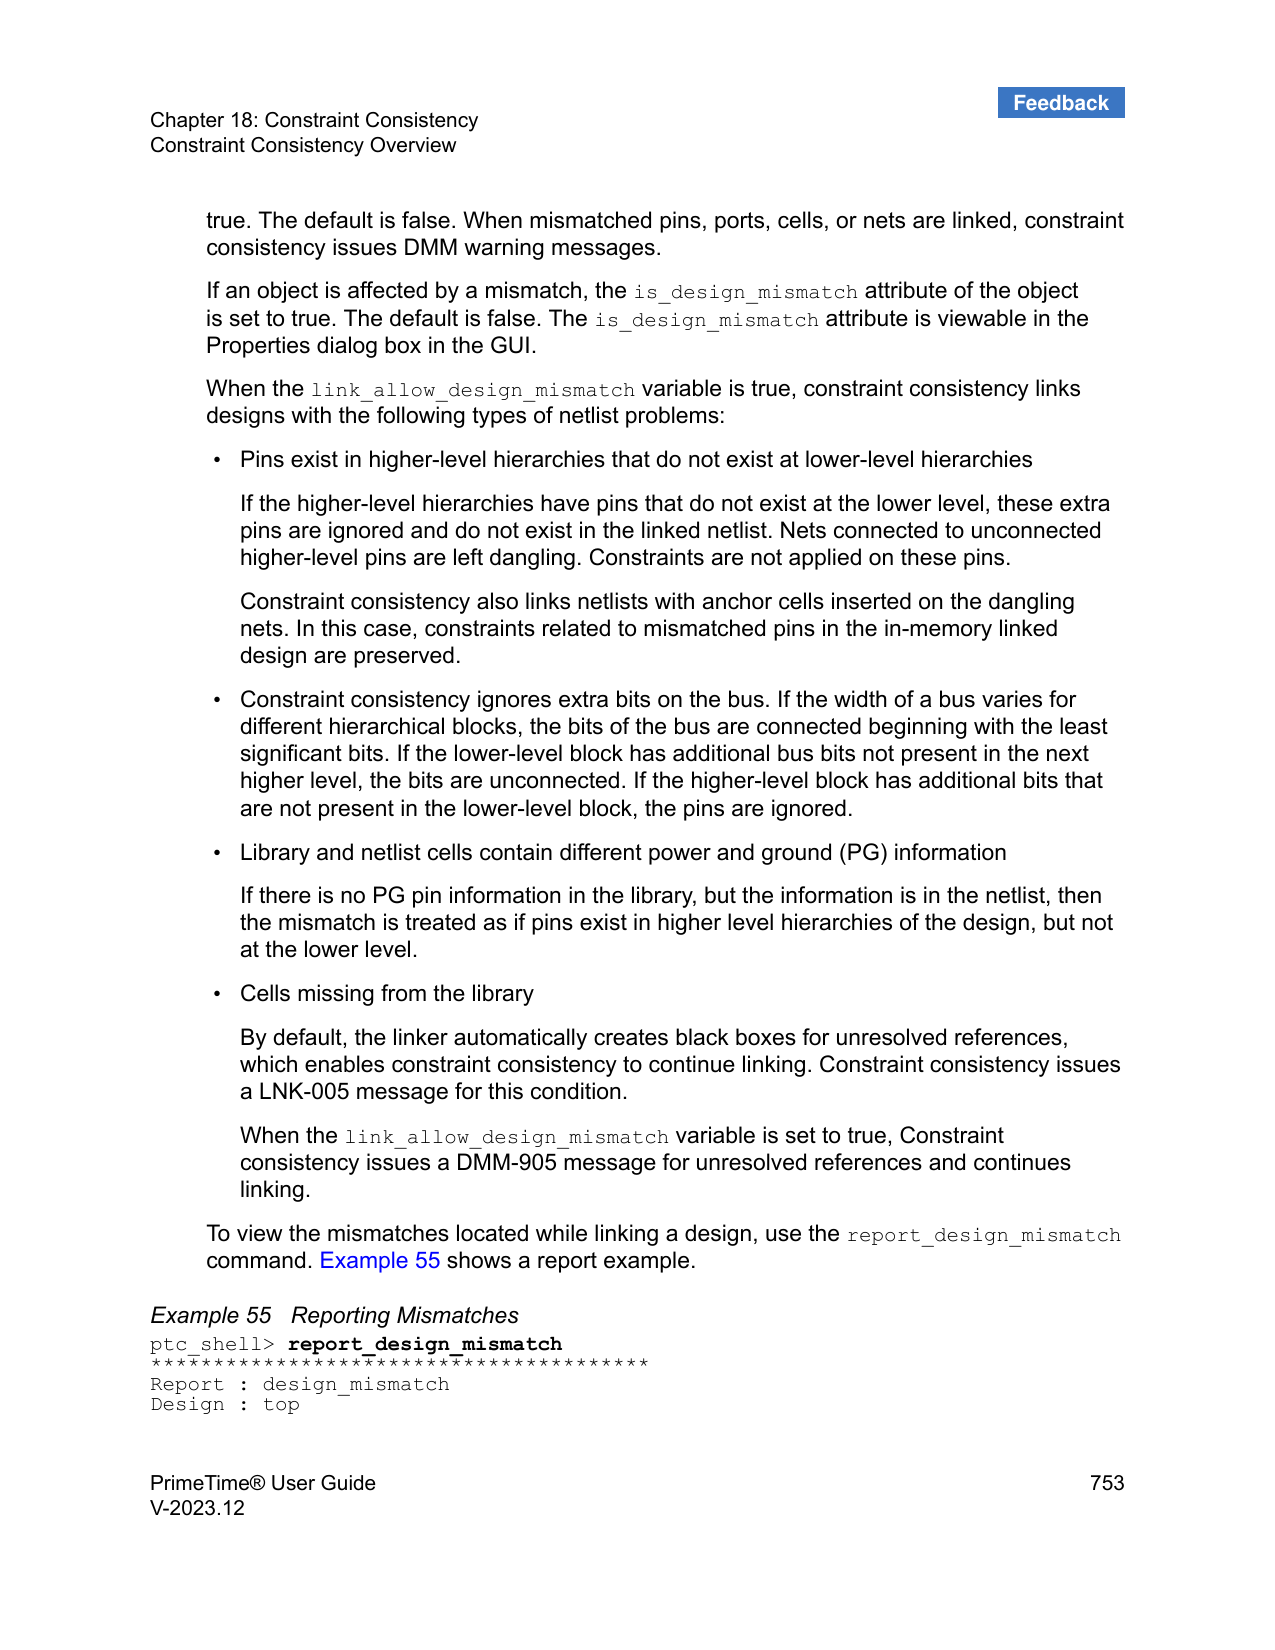 Feedback
Chapter 18: Constraint Consistency
Constraint Consistency Overview
true. The default is false. When mismatched pins, ports, cells, or nets are linked, constraint
consistency issues DMM warning messages.
If an object is affected by a mismatch, the is_design_mismatch attribute of the object
is set to true. The default is false. The is_design_mismatch attribute is viewable in the
Properties dialog box in the GUI.
When the link_allow_design_mismatch variable is true, constraint consistency links
designs with the following types of netlist problems:
• Pins exist in higher-level hierarchies that do not exist at lower-level hierarchies
If the higher-level hierarchies have pins that do not exist at the lower level, these extra
pins are ignored and do not exist in the linked netlist. Nets connected to unconnected
higher-level pins are left dangling. Constraints are not applied on these pins.
Constraint consistency also links netlists with anchor cells inserted on the dangling
nets. In this case, constraints related to mismatched pins in the in-memory linked
design are preserved.
• Constraint consistency ignores extra bits on the bus. If the width of a bus varies for
different hierarchical blocks, the bits of the bus are connected beginning with the least
significant bits. If the lower-level block has additional bus bits not present in the next
higher level, the bits are unconnected. If the higher-level block has additional bits that
are not present in the lower-level block, the pins are ignored.
• Library and netlist cells contain different power and ground (PG) information
If there is no PG pin information in the library, but the information is in the netlist, then
the mismatch is treated as if pins exist in higher level hierarchies of the design, but not
at the lower level.
• Cells missing from the library
By default, the linker automatically creates black boxes for unresolved references,
which enables constraint consistency to continue linking. Constraint consistency issues
a LNK-005 message for this condition.
When the link_allow_design_mismatch variable is set to true, Constraint
consistency issues a DMM-905 message for unresolved references and continues
linking.
To view the mismatches located while linking a design, use the report_design_mismatch
command. Example 55 shows a report example.
Example 55 Reporting Mismatches
ptc_shell> report_design_mismatch
****************************************
Report : design_mismatch
Design : top
PrimeTime® User Guide 753
V-2023.12